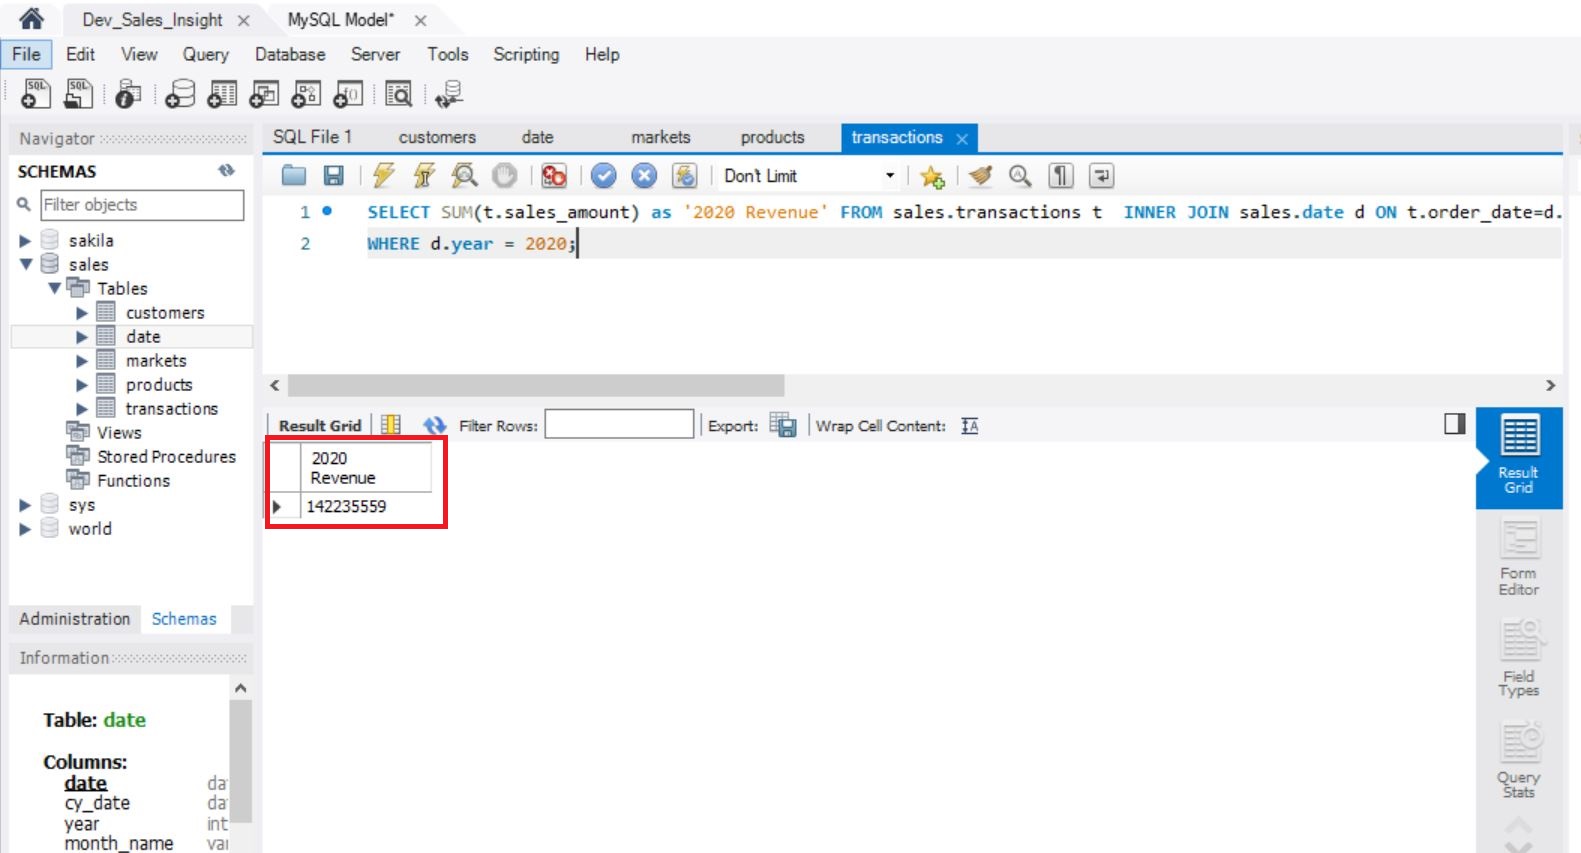 Dev_Sales_Insight
MySQL Model*
File Edit View Query Database Server Tools Scripting Help
SQL SQL
Navigator
SCHEMAS
Filter objects
sakila
sales
Tables
customers
date
markets
products
transactions
Views
Stored Procedures
Functions
sys
world
Administration Schemas
Information
Table: date
Columns:
date da
cy_date da
year int
month_name var
SQL File 1 customers date markets products transactions
Don't Limit
1 SELECT SUM(t.sales_amount) as '2020 Revenue' FROM sales.transactions t INNER JOIN sales.date d ON t.order_date=d.
2 WHERE d.year = 2020;
Result Grid Filter Rows: Export: Wrap Cell Content: IA
2020
Revenue
142235559
Result
Grid
Form
Editor
Field
Types
Query
Stats